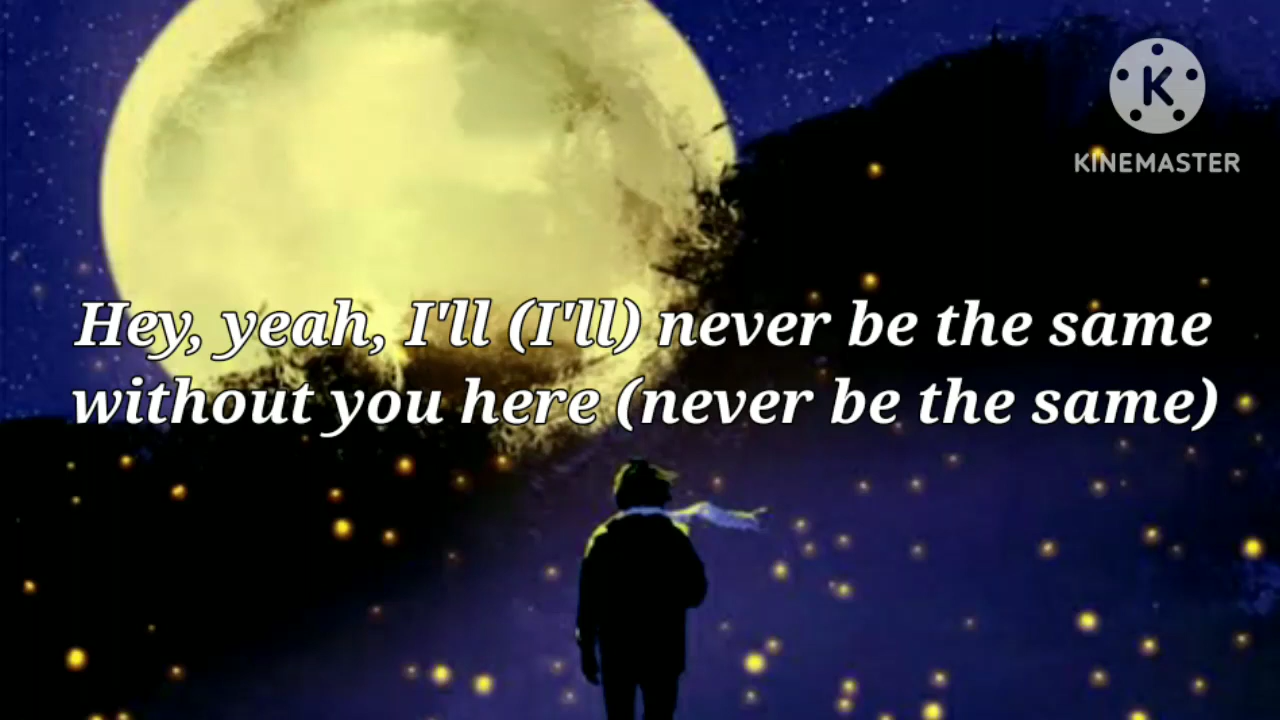 K
KINEMASTER
Hey, yeah, I'll (I'll) never be the same
without you here (never be the same)